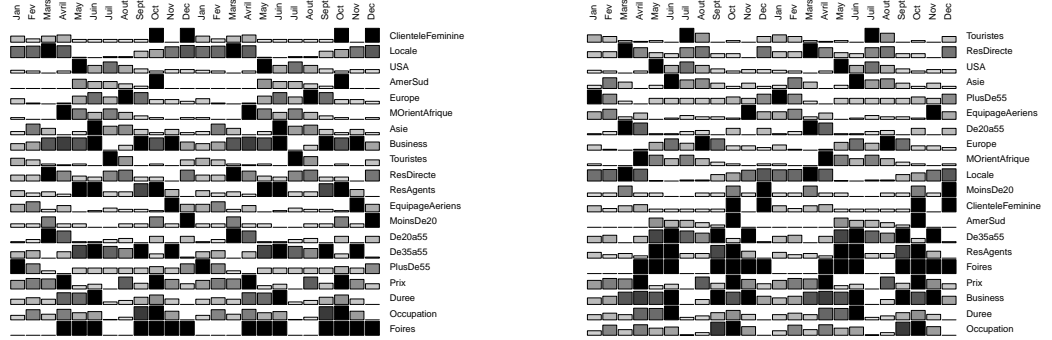 Jan Fev Mars Avril May Juin Juil Aout Sept Oct Nov Dec Jan Fev Mars Avril May Juin Juil Aout Sept Oct Nov Dec
ClienteleFeminine
Locale
USA
AmerSud
Europe
MOrientAfrique
Asie
Business
Touristes
ResDirecte
ResAgents
EquipageAeriens
MoinsDe20
De20a55
De35a55
PlusDe55
Prix
Duree
Occupation
Foires
Jan Fev Mars Avril May Juin Juil Aout Sept Oct Nov Dec Jan Fev Mars Avril May Juin Juil Aout Sept Oct Nov Dec
Touristes
ResDirecte
USA
Asie
PlusDe55
EquipageAeriens
De20a55
Europe
MOrientAfrique
Locale
MoinsDe20
ClienteleFeminine
AmerSud
De35a55
ResAgents
Foires
Prix
Business
Duree
Occupation